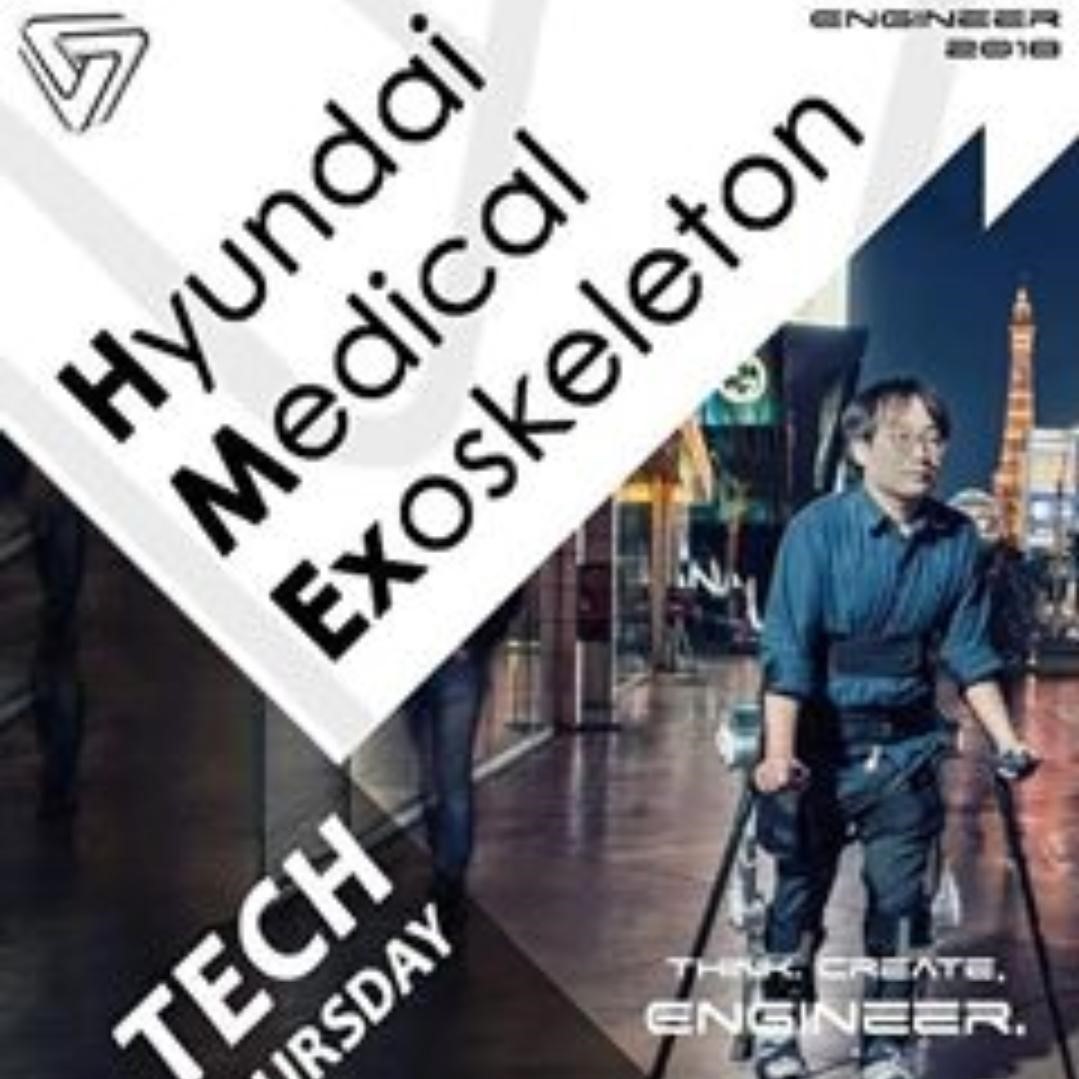 ENGINEER
2018
Hyundai
Medical
Exoskeleton
TECH
URSDAY
THINK. CREATE.
ENGINEER.